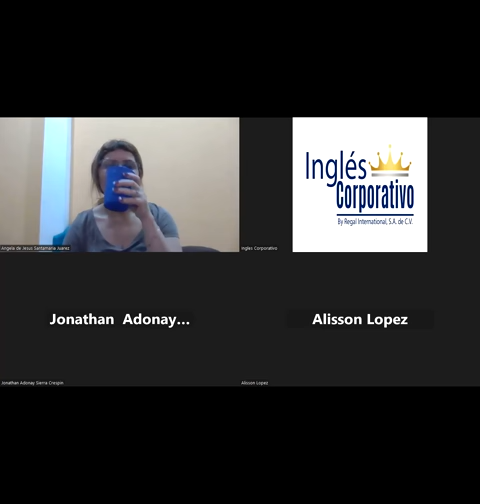 Inglés
Corporativo
By Regal International, S.A. de C.V.
Angela de Jesus Santamaria Juarez
Ingles Corporativo
Jonathan Adonay...
Alisson Lopez
Jonathan Adonay Sierra Crespin
Alisson Lopez